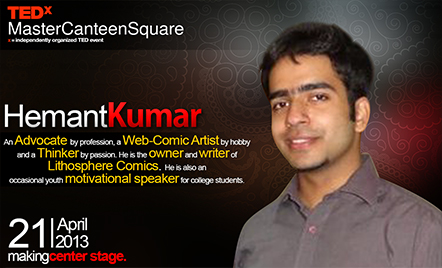 TEDx
MasterCanteenSquare
x = independently organized TED event
HemantKumar
An Advocate by profession, a Web-Comic Artist by hobby
and a Thinker by passion. He is the owner and writer of
Lithosphere Comics. He is also an
occasional youth motivational speaker for college students.
21 April
2013
makingcenter stage.